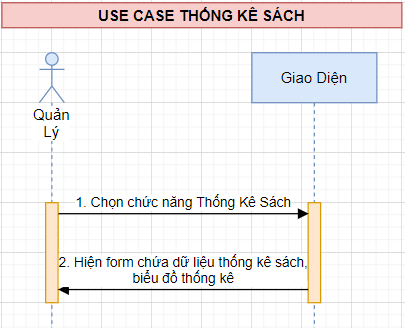 USE CASE THỐNG KÊ SÁCH
Quản
Lý
Giao Diện
1. Chọn chức năng Thống Kê Sách
2. Hiện form chứa dữ liệu thống kê sách,
biểu đồ thống kê